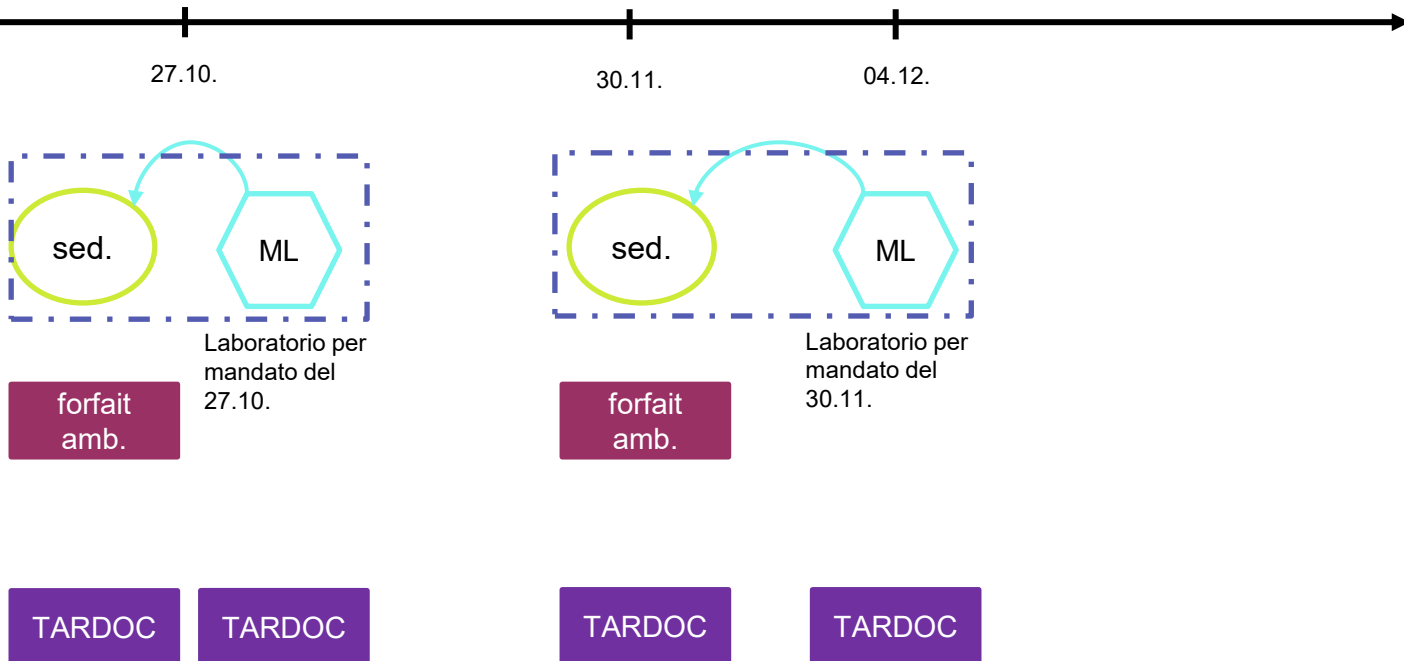 27.10.
30.11.
04.12.
sed.
ML
sed.
ML
Laboratorio per
mandato del
27.10.
Laboratorio per
mandato del
30.11.
forfait
amb.
forfait
amb.
TARDOC
TARDOC
TARDOC
TARDOC